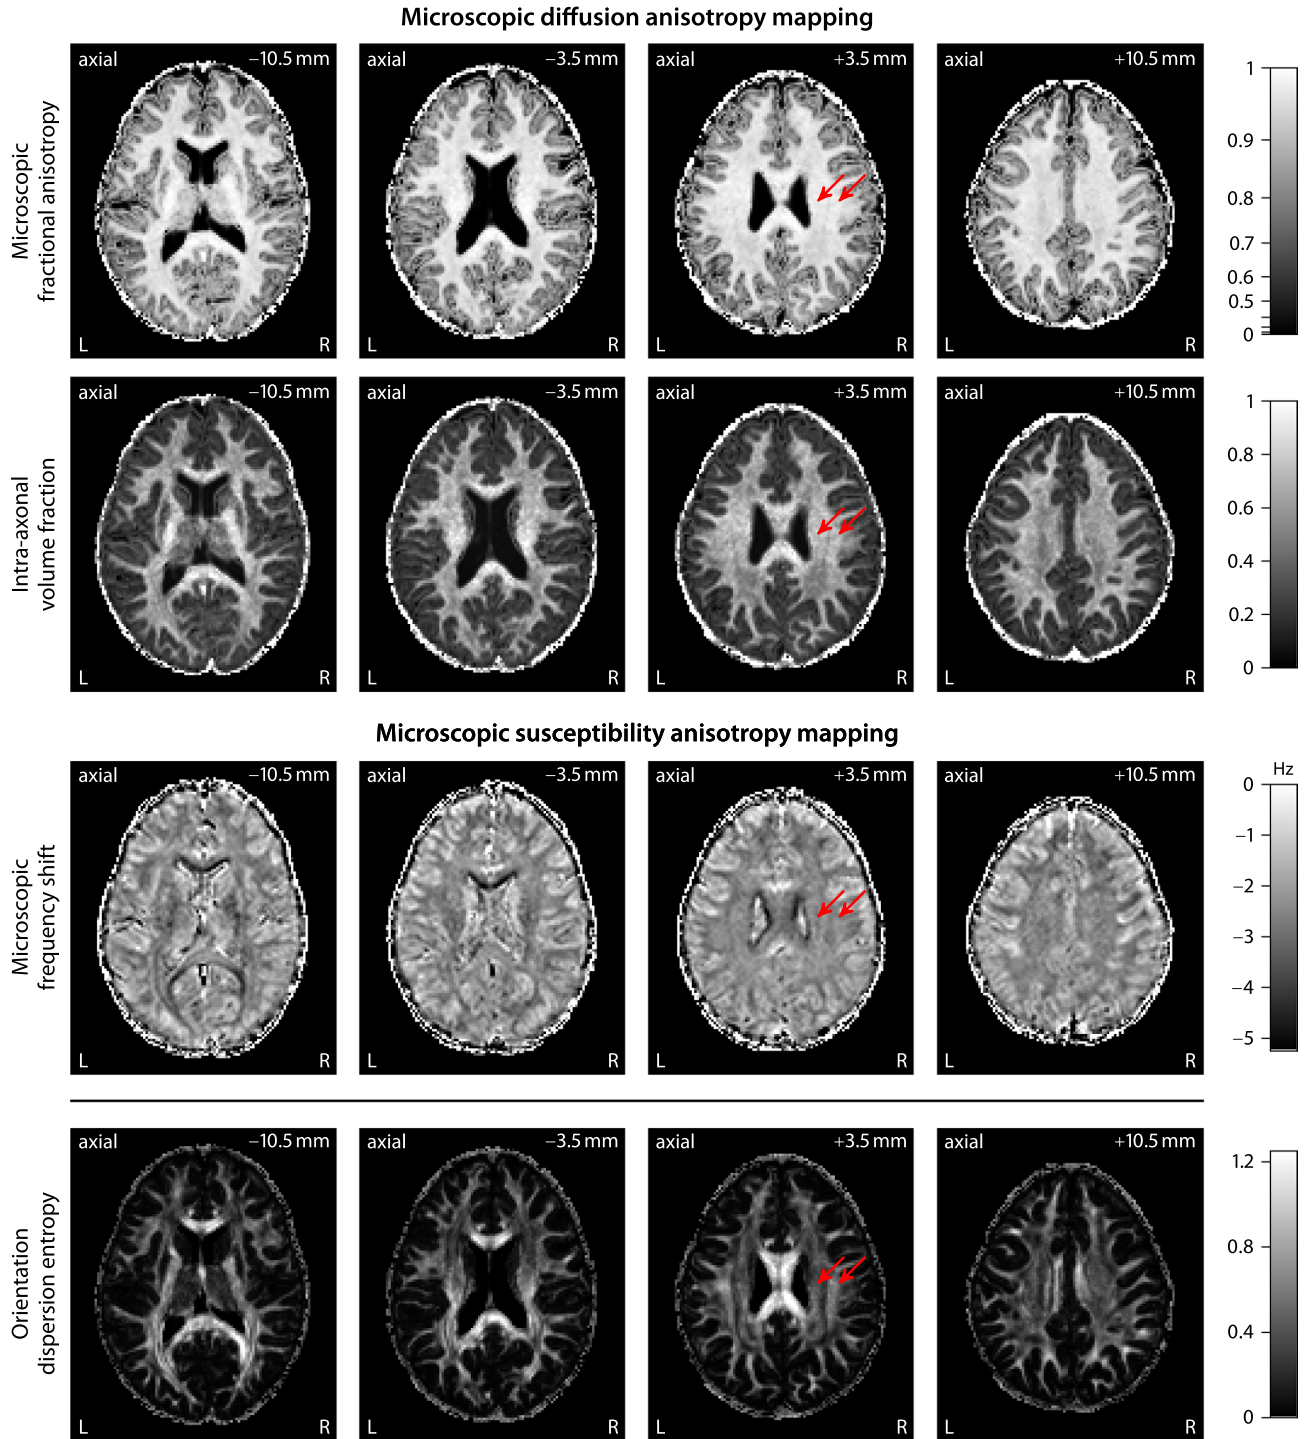 Microscopic diffusion anisotropy mapping
Microscopic
fractional anisotropy
axial −10.5 mm
L R
axial −3.5 mm
L R
axial +3.5 mm
L R
axial +10.5 mm
L R
1
0.9
0.8
0.7
0.6
0.5
0
Intra-axonal
volume fraction
axial −10.5 mm
L R
axial −3.5 mm
L R
axial +3.5 mm
L R
axial +10.5 mm
L R
1
0.8
0.6
0.4
0.2
0
Microscopic susceptibility anisotropy mapping
Microscopic
frequency shift
axial −10.5 mm
L R
axial −3.5 mm
L R
axial +3.5 mm
L R
axial +10.5 mm
L R
Hz
0
−1
−2
−3
−4
−5
Orientation
dispersion entropy
axial −10.5 mm
L R
axial −3.5 mm
L R
axial +3.5 mm
L R
axial +10.5 mm
L R
1.2
0.8
0.4
0